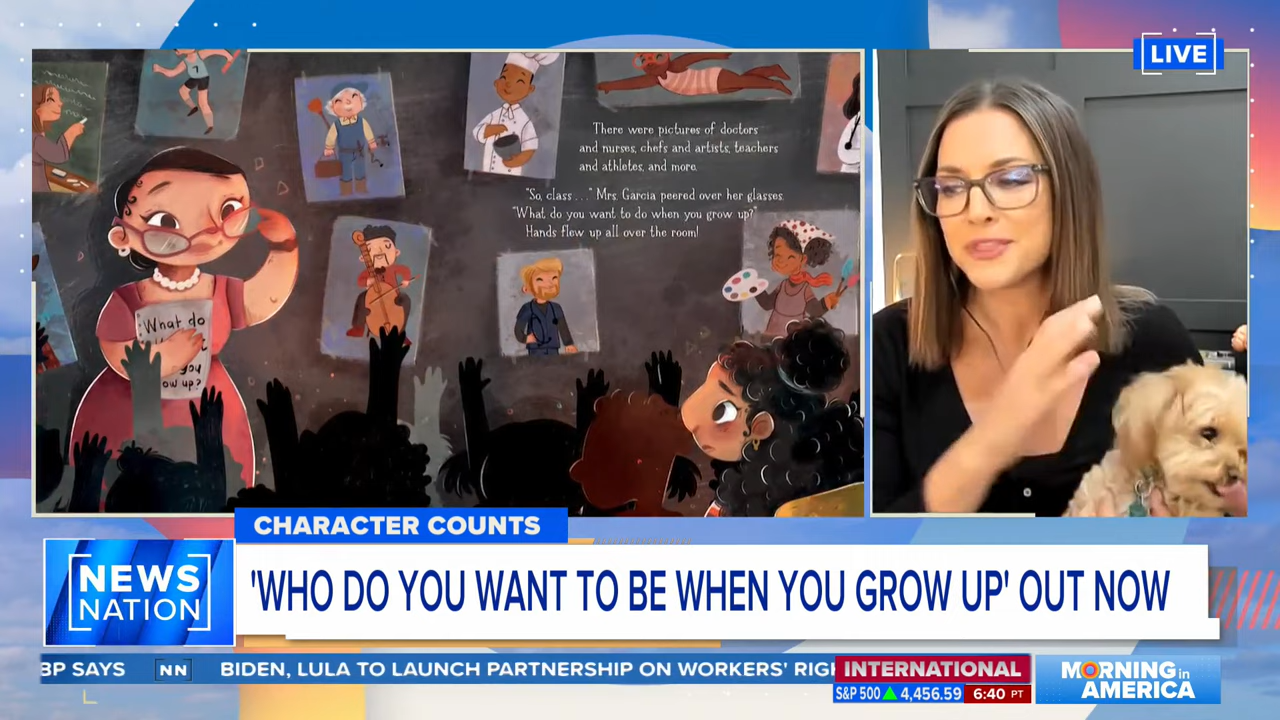 LIVE
There were pictures of doctors
and nurses, chefs and artists, teachers
and athletes, and more.
"So, class . . ." Mrs. Garcia peered over her glasses.
"What do you want to do when you grow up?"
Hands flew up all over the room!
7
What do
you
ow up?
CHARACTER COUNTS
NEWS
NATION
'WHO DO YOU WANT TO BE WHEN YOU GROW UP' OUT NOW
BP SAYS NN BIDEN, LULA TO LAUNCH PARTNERSHIP ON WORKERS' RIGH
INTERNATIONAL
S&P 500 4,456.59 6:40 PT
MORNING in
AMERICA